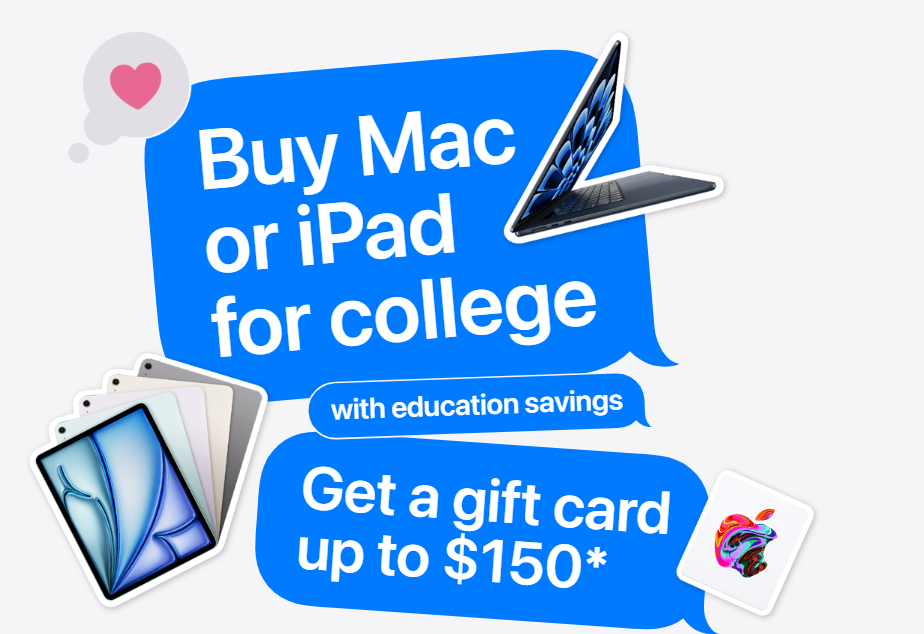 Buy Mac
or iPad
for college
with education savings
Get a gift card
up to $150*